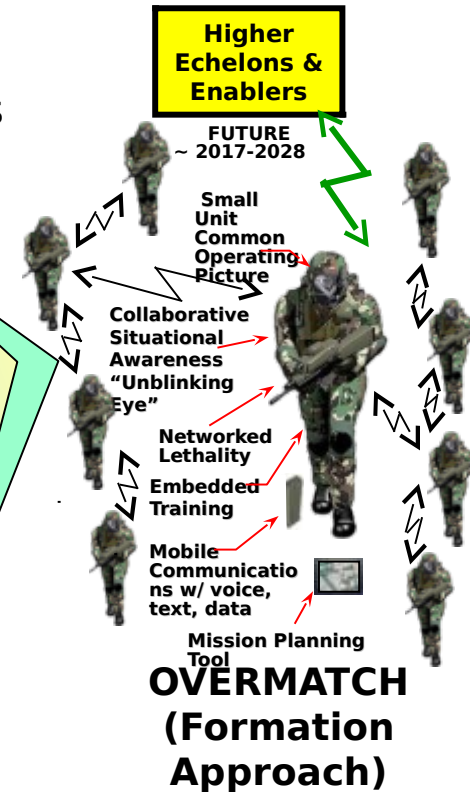 Higher
Echelons &
Enablers
S
FUTURE
~ 2017-2028
Small
Unit
Common
Operating
Picture
Collaborative
Situational
Awareness
“Unblinking
Eye”
Networked
Lethality
Embedded
Training
Mobile
Communicatio
ns w/ voice,
text, data
Mission Planning
Tool
OVERMATCH
(Formation
Approach)